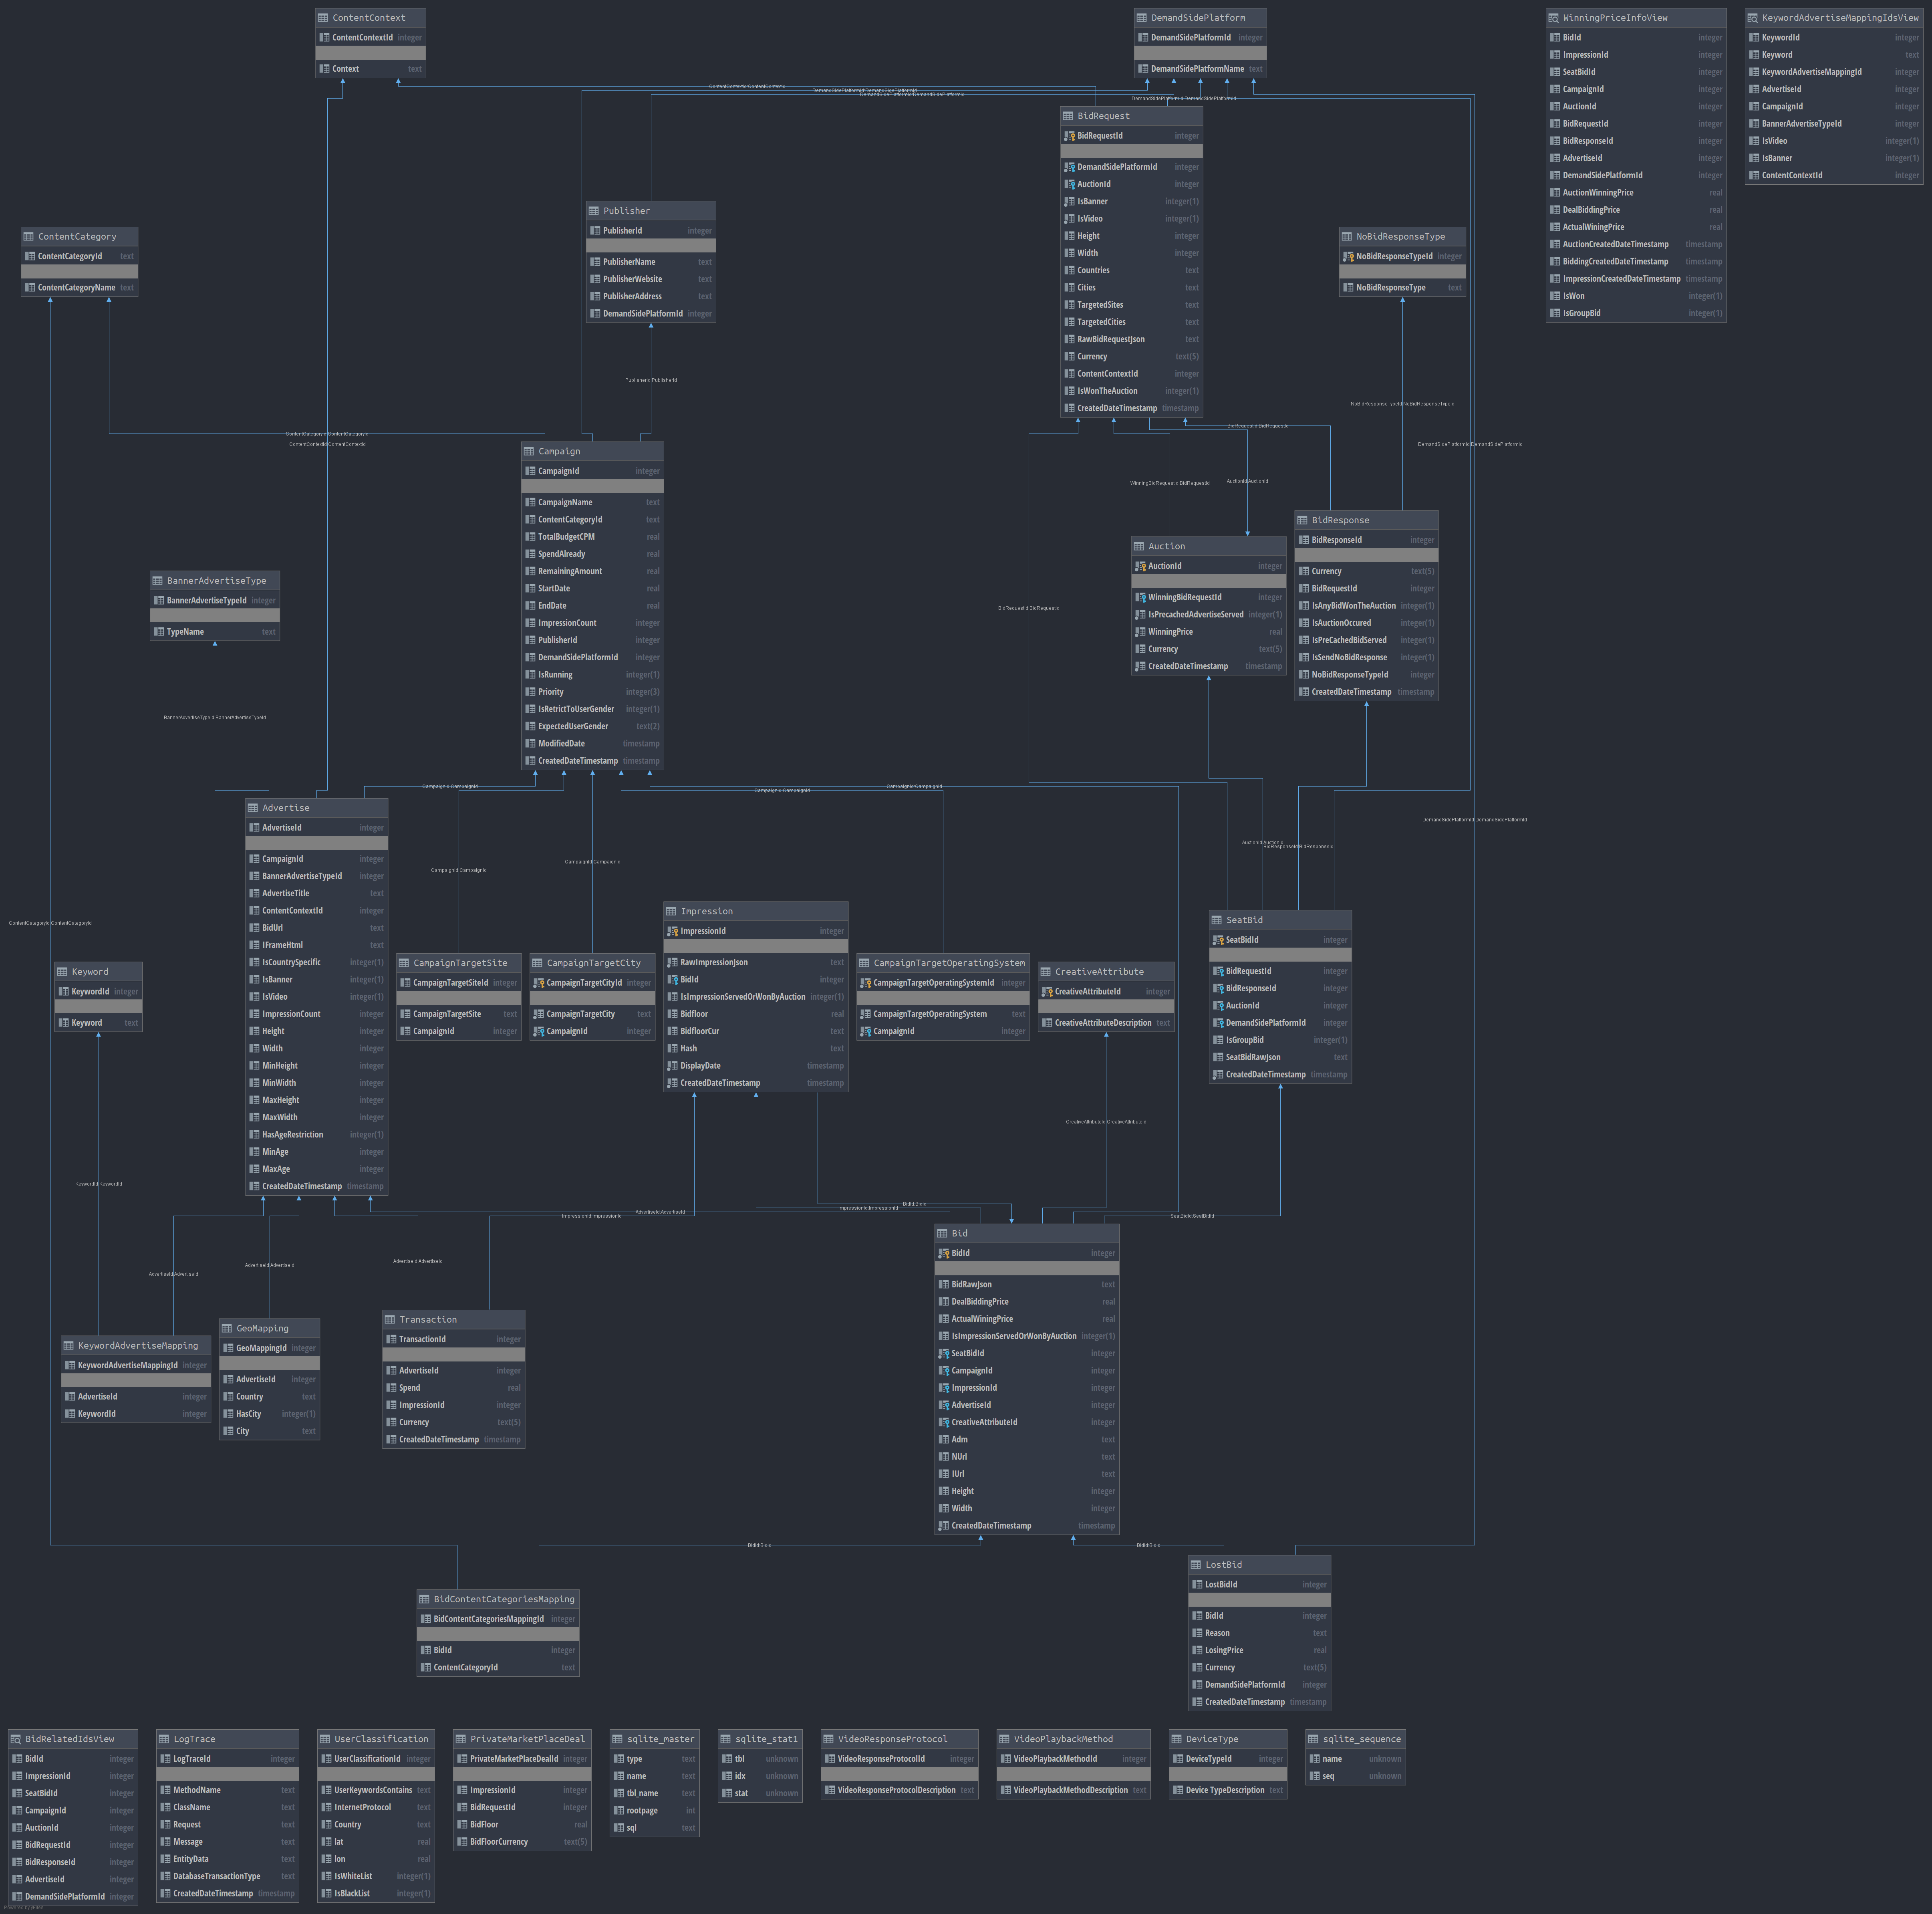 ContentContext
ContentContextId integer
Context text
DemandSidePlatform
DemandSidePlatformId integer
DemandSidePlatformName text
WinningPriceInfoView
BidId integer
ImpressionId integer
SeatBidId integer
CampaignId integer
AuctionId integer
BidRequestId integer
BidResponseId integer
AdvertiseId integer
DemandSidePlatformId integer
AuctionWinningPrice real
DealBiddingPrice real
ActualWiningPrice real
AuctionCreatedDateTimestamp timestamp
BiddingCreatedDateTimestamp timestamp
ImpressionCreatedDateTimestamp timestamp
IsWon integer(1)
IsGroupBid integer(1)
KeywordAdvertiseMappingIdsView
KeywordId integer
Keyword text
KeywordAdvertiseMappingId integer
AdvertiseId integer
CampaignId integer
BannerAdvertiseTypeId integer
IsVideo integer(1)
IsBanner integer(1)
ContentContextId integer
ContentContextId:ContentContextId
DemandSidePlatformId:DemandSidePlatformId
DemandSidePlatformId:DemandSidePlatformId
DemandSidePlatformId:DemandSidePlatformId
BidRequest
BidRequestId integer
DemandSidePlatformId integer
AuctionId integer
IsBanner integer(1)
IsVideo integer(1)
Height integer
Width integer
Countries text
Cities text
TargetedSites text
TargetedCities text
RawBidRequestJson text
Currency text(5)
ContentContextId integer
IsWonTheAuction integer(1)
CreatedDateTimestamp timestamp
Publisher
PublisherId integer
PublisherName text
PublisherWebsite text
PublisherAddress text
DemandSidePlatformId integer
ContentCategory
ContentCategoryId text
ContentCategoryName text
NoBidResponseType
NoBidResponseTypeId integer
NoBidResponseType text
PublisherId:PublisherId
NoBidResponseTypeId:NoBidResponseTypeId
BidRequestId:BidRequestId
ContentCategoryId:ContentCategoryId
ContentContextId:ContentContextId
DemandSidePlatformId:DemandSidePlatformId
Campaign
CampaignId integer
CampaignName text
ContentCategoryId text
TotalBudgetCPM real
SpendAlready real
RemainingAmount real
StartDate real
EndDate real
ImpressionCount integer
PublisherId integer
DemandSidePlatformId integer
IsRunning integer(1)
Priority integer(3)
IsRetrictToUserGender integer(1)
ExpectedUserGender text(2)
ModifiedDate timestamp
CreatedDateTimestamp timestamp
WinningBidRequestId:BidRequestId
AuctionId:AuctionId
BidResponse
BidResponseId integer
Currency text(5)
BidRequestId integer
IsAnyBidWonTheAuction integer(1)
IsAuctionOccured integer(1)
IsPreCachedBidServed integer(1)
IsSendNoBidResponse integer(1)
NoBidResponseTypeId integer
CreatedDateTimestamp timestamp
Auction
AuctionId integer
WinningBidRequestId integer
IsPrecachedAdvertiseServed integer(1)
WinningPrice real
Currency text(5)
CreatedDateTimestamp timestamp
BannerAdvertiseType
BannerAdvertiseTypeId integer
TypeName text
BidRequestId:BidRequestId
BannerAdvertiseTypeId:BannerAdvertiseTypeId
CampaignId:CampaignId
CampaignId:CampaignId
CampaignId:CampaignId
DemandSidePlatformId:DemandSidePlatformId
Advertise
AdvertiseId integer
CampaignId integer
BannerAdvertiseTypeId integer
AdvertiseTitle text
ContentContextId integer
BidUrl text
IFrameHtml text
IsCountrySpecific integer(1)
IsBanner integer(1)
IsVideo integer(1)
ImpressionCount integer
Height integer
Width integer
MinHeight integer
MinWidth integer
MaxHeight integer
MaxWidth integer
HasAgeRestriction integer(1)
MinAge integer
MaxAge integer
CreatedDateTimestamp timestamp
AuctionId:AuctionId
BidResponseId:BidResponseId
CampaignId:CampaignId
CampaignId:CampaignId
ContentCategoryId:ContentCategoryId
Impression
ImpressionId integer
RawImpressionJson text
BidId integer
IsImpressionServedOrWonByAuction integer(1)
Bidfloor real
BidfloorCur text
Hash text
DisplayDate timestamp
CreatedDateTimestamp timestamp
SeatBid
SeatBidId integer
BidRequestId integer
BidResponseId integer
AuctionId integer
DemandSidePlatformId integer
IsGroupBid integer(1)
SeatBidRawJson text
CreatedDateTimestamp timestamp
Keyword
KeywordId integer
Keyword text
CampaignTargetSite
CampaignTargetSiteId integer
CampaignTargetSite text
CampaignId integer
CampaignTargetCity
CampaignTargetCityId integer
CampaignTargetCity text
CampaignId integer
CampaignTargetOperatingSystem
CampaignTargetOperatingSystemId integer
CampaignTargetOperatingSystem text
CampaignId integer
CreativeAttribute
CreativeAttributeId integer
CreativeAttributeDescription text
CreativeAttributeId:CreativeAttributeId
KeywordId:KeywordId
BidId:BidId
ImpressionId:ImpressionId
AdvertiseId:AdvertiseId
ImpressionId:ImpressionId
SeatBidId:SeatBidId
AdvertiseId:AdvertiseId
AdvertiseId:AdvertiseId
AdvertiseId:AdvertiseId
Bid
BidId integer
BidRawJson text
DealBiddingPrice real
ActualWiningPrice real
IsImpressionServedOrWonByAuction integer(1)
SeatBidId integer
CampaignId integer
ImpressionId integer
AdvertiseId integer
CreativeAttributeId integer
Adm text
NUrl text
IUrl text
Height integer
Width integer
CreatedDateTimestamp timestamp
KeywordAdvertiseMapping
KeywordAdvertiseMappingId integer
AdvertiseId integer
KeywordId integer
GeoMapping
GeoMappingId integer
AdvertiseId integer
Country text
HasCity integer(1)
City text
Transaction
TransactionId integer
AdvertiseId integer
Spend real
ImpressionId integer
Currency text(5)
CreatedDateTimestamp timestamp
BidId:BidId
BidId:BidId
BidContentCategoriesMapping
BidContentCategoriesMappingId integer
BidId integer
ContentCategoryId text
LostBid
LostBidId integer
BidId integer
Reason text
LosingPrice real
Currency text(5)
DemandSidePlatformId integer
CreatedDateTimestamp timestamp
BidRelatedIdsView
BidId integer
ImpressionId integer
SeatBidId integer
CampaignId integer
AuctionId integer
BidRequestId integer
BidResponseId integer
AdvertiseId integer
DemandSidePlatformId integer
LogTrace
LogTraceId integer
MethodName text
ClassName text
Request text
Message text
EntityData text
DatabaseTransactionType text
CreatedDateTimestamp timestamp
UserClassification
UserClassificationId integer
UserKeywordsContains text
InternetProtocol text
Country text
lat real
lon real
IsWhiteList integer(1)
IsBlackList integer(1)
PrivateMarketPlaceDeal
PrivateMarketPlaceDealId integer
ImpressionId integer
BidRequestId integer
BidFloor real
BidFloorCurrency text(5)
sqlite_master
type text
name text
tbl_name text
rootpage int
sql text
sqlite_stat1
tbl unknown
idx unknown
stat unknown
VideoResponseProtocol
VideoResponseProtocolId integer
VideoResponseProtocolDescription text
VideoPlaybackMethod
VideoPlaybackMethodId integer
VideoPlaybackMethodDescription text
DeviceType
DeviceTypeId integer
Device TypeDescription text
sqlite_sequence
name unknown
seq unknown